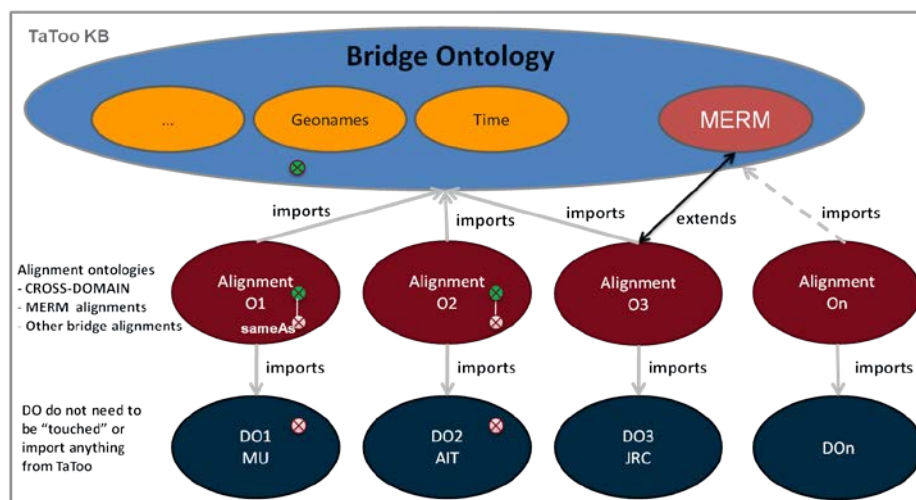 TaToo KB
Bridge Ontology
...
Geonames
Time
MERM
imports
imports
imports
extends
imports
Alignment ontologies
- CROSS-DOMAIN
- MERM alignments
- Other bridge alignments
Alignment
O1
sameAs
Alignment
O2
Alignment
O3
Alignment
On
imports
imports
imports
imports
DO do not need to
be “touched” or
import anything
from TaToo
DO1
MU
DO2
AIT
DO3
JRC
DOn